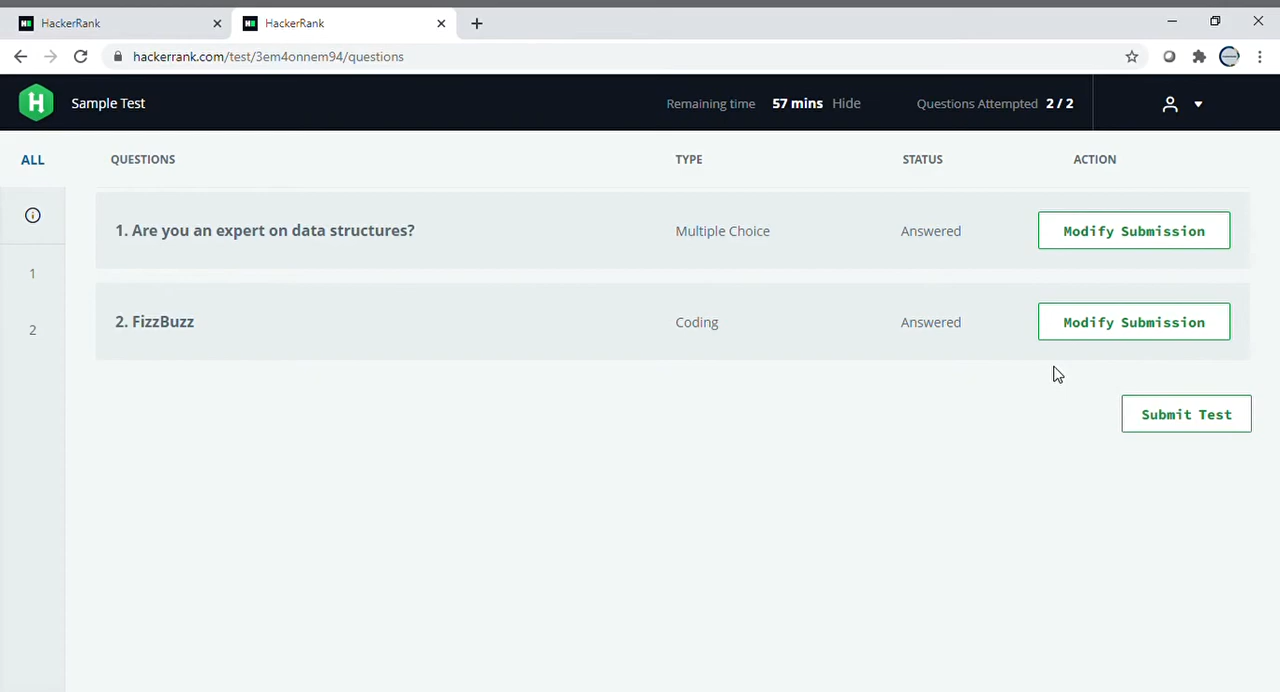 HackerRank
HackerRank
hackerrank.com/test/3em4onnem94/questions
H
Sample Test
Remaining time 57 mins Hide
Questions Attempted 2 / 2
ALL
QUESTIONS TYPE STATUS ACTION
1. Are you an expert on data structures? Multiple Choice Answered Modify Submission
1
2. FizzBuzz Coding Answered Modify Submission
2
Submit Test